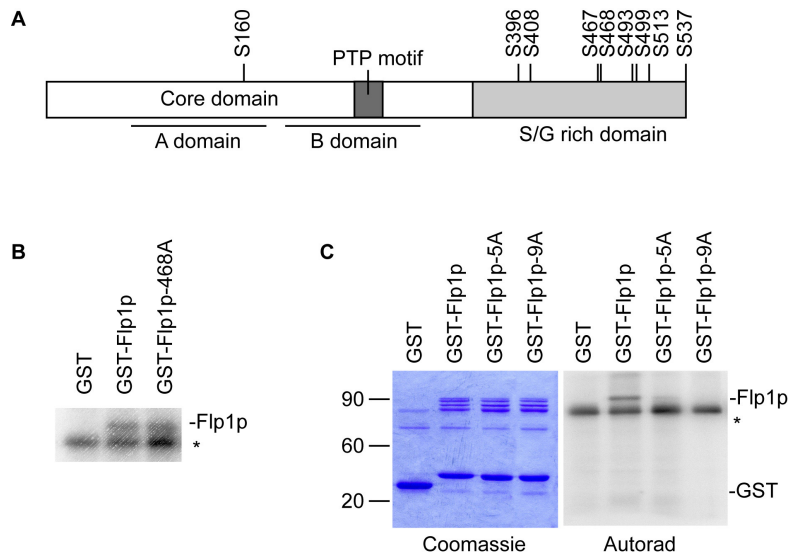 A
S160
S396
S408
S467
S468
S493
S499
S513
S537
PTP motif
Core domain
A domain
B domain
S/G rich domain
B
GST
GST-Flp1p
GST-Flp1p-468A
-Flp1p
*
C
GST
GST-Flp1p
GST-Flp1p-5A
GST-Flp1p-9A
GST
GST-Flp1p
GST-Flp1p-5A
GST-Flp1p-9A
90
60
20
-Flp1p
*
-GST
Coomassie
Autorad